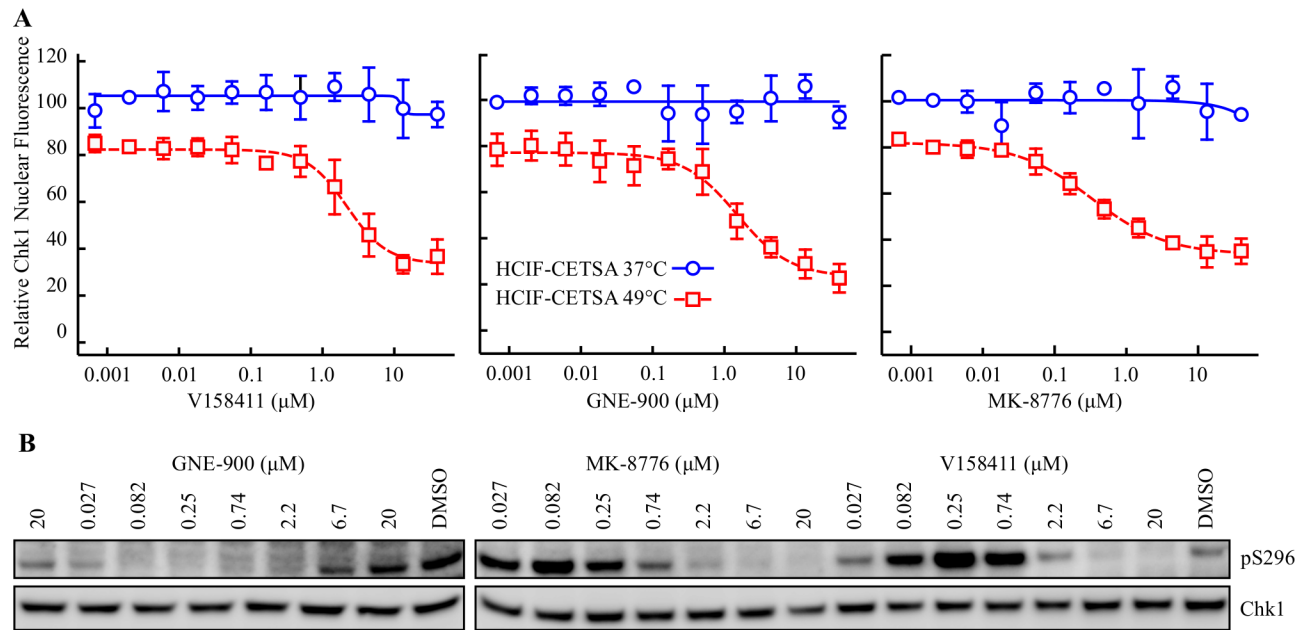 A
Relative Chk1 Nuclear Fluorescence
120
100
80
60
40
20
0
HCIF-CETSA 37°C
HCIF-CETSA 49°C
0.001 0.01 0.1 1.0 10
0.001 0.01 0.1 1.0 10
0.001 0.01 0.1 1.0 10
V158411 (μM)
GNE-900 (μM)
MK-8776 (μM)
B
GNE-900 (μM)
MK-8776 (μM)
V158411 (μM)
20 0.027 0.082 0.25 0.74 2.2 6.7 20 DMSO
0.027 0.082 0.25 0.74 2.2 6.7 20 0.027 0.082 0.25 0.74 2.2 6.7 20 DMSO
pS296
Chk1